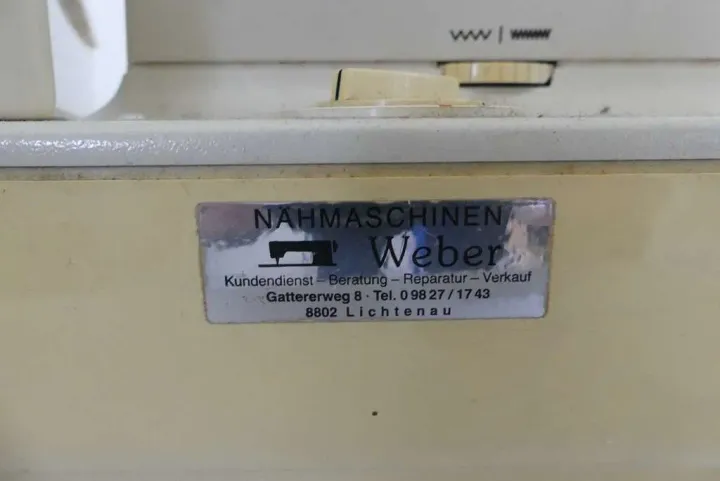 NÄHMASCHINEN
Weber
Kundendienst – Beratung – Reparatur – Verkauf
Gattererweg 8 · Tel. 0 98 27 / 17 43
8802 Lichtenau